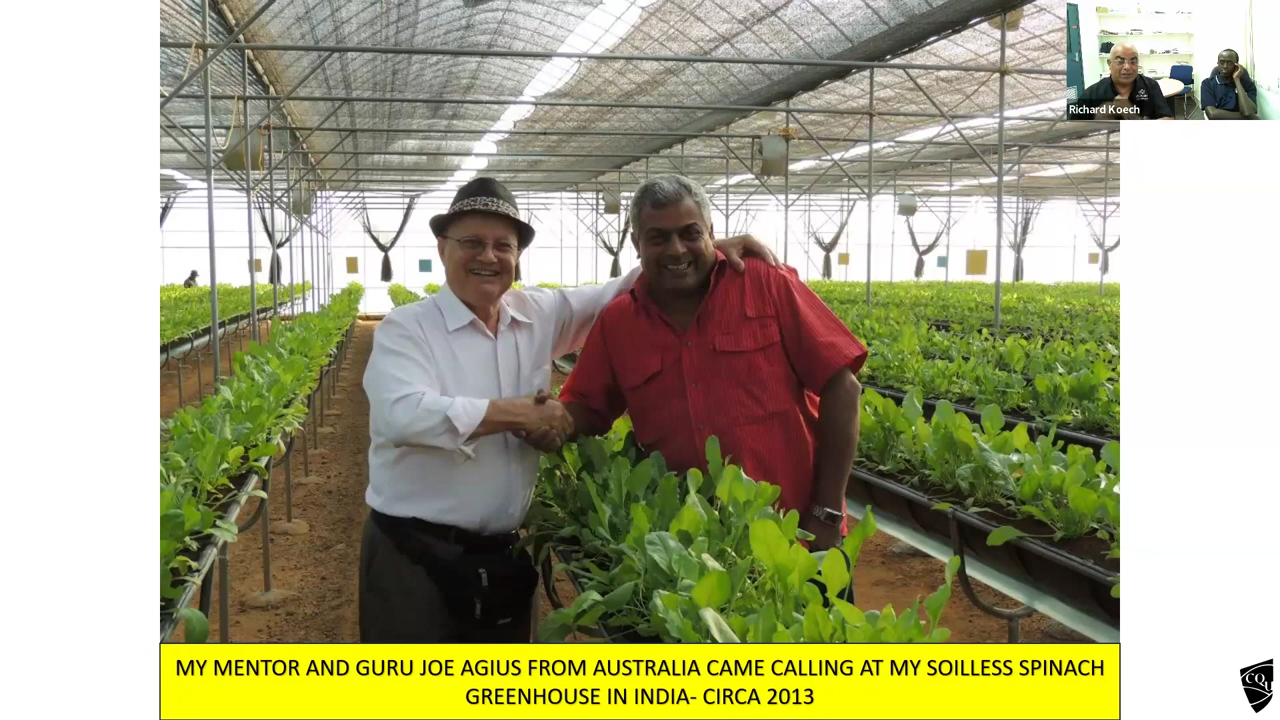 Richard Koech
MY MENTOR AND GURU JOE AGIUS FROM AUSTRALIA CAME CALLING AT MY SOILLESS SPINACH
GREENHOUSE IN INDIA- CIRCA 2013
CQU